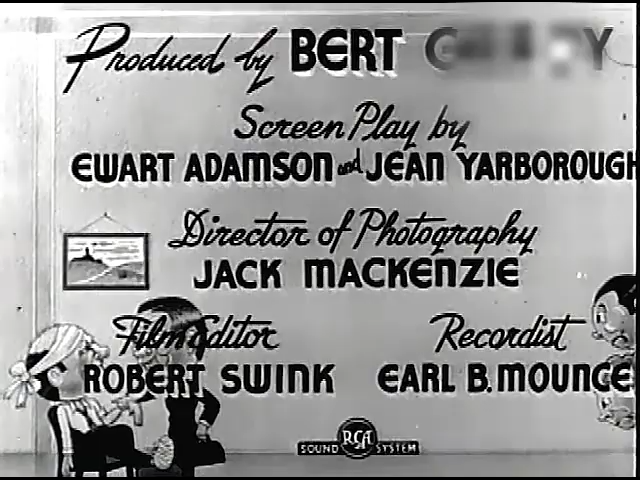 Produced by BERT
Screen Play by
EWART ADAMSON and JEAN YARBOROUGH
Director of Photography
JACK MACKENZIE
Film Editor Recordist
ROBERT SWINK EARL B. MOUNCE
RCA
SOUND SYSTEM